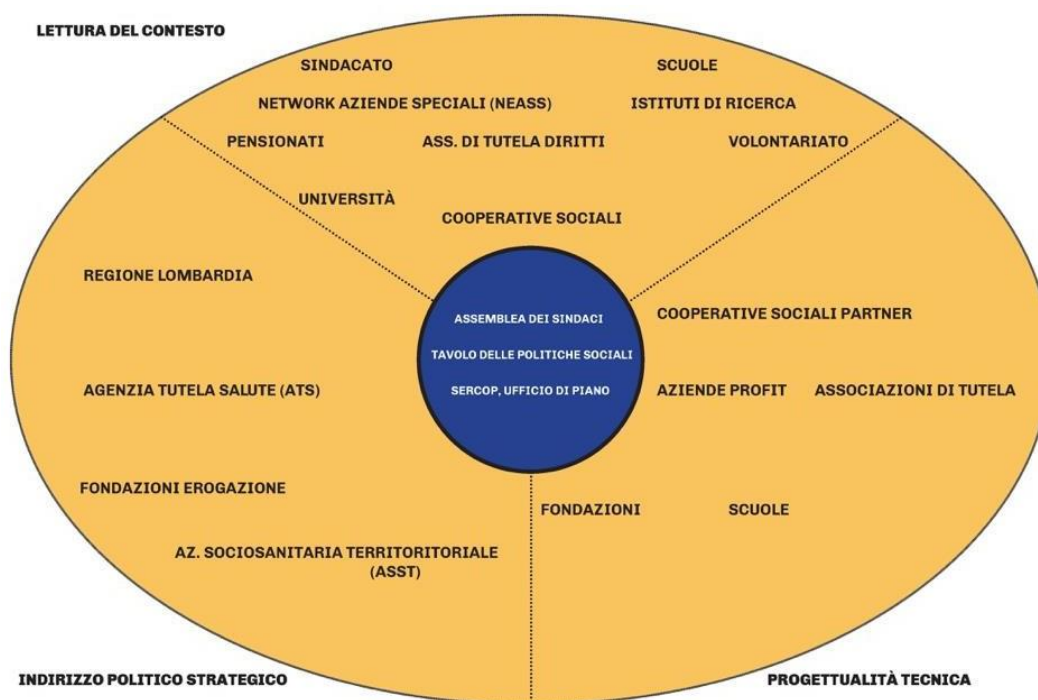 LETTURA DEL CONTESTO
SINDACATO
SCUOLE
NETWORK AZIENDE SPECIALI (NEASS)
ISTITUTI DI RICERCA
PENSIONATI
ASS. DI TUTELA DIRITTI
VOLONTARIATO
UNIVERSITÀ
COOPERATIVE SOCIALI
REGIONE LOMBARDIA
AGENZIA TUTELA SALUTE (ATS)
FONDAZIONI EROGAZIONE
AZ. SOCIOSANITARIA TERRITORITORIALE
(ASST)
ASSEMBLEA DEI SINDACI
TAVOLO DELLE POLITICHE SOCIALI
SERCOP, UFFICIO DI PIANO
COOPERATIVE SOCIALI PARTNER
AZIENDE PROFIT
ASSOCIAZIONI DI TUTELA
FONDAZIONI
SCUOLE
INDIRIZZO POLITICO STRATEGICO
PROGETTUALITÀ TECNICA